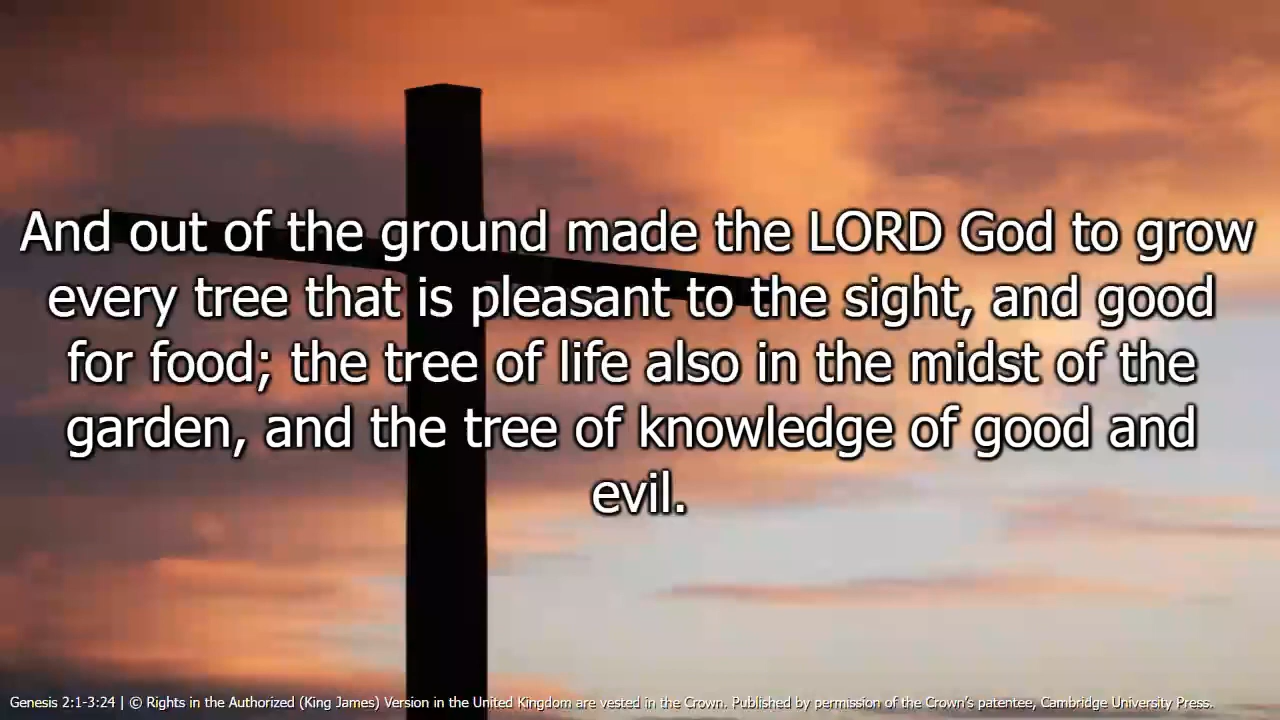 And out of the ground made the LORD God to grow
every tree that is pleasant to the sight, and good
for food; the tree of life also in the midst of the
garden, and the tree of knowledge of good and
evil.
Genesis 2:1-3:24 | © Rights in the Authorized (King James) Version in the United Kingdom are vested in the Crown. Published by permission of the Crown's patentee, Cambridge University Press.